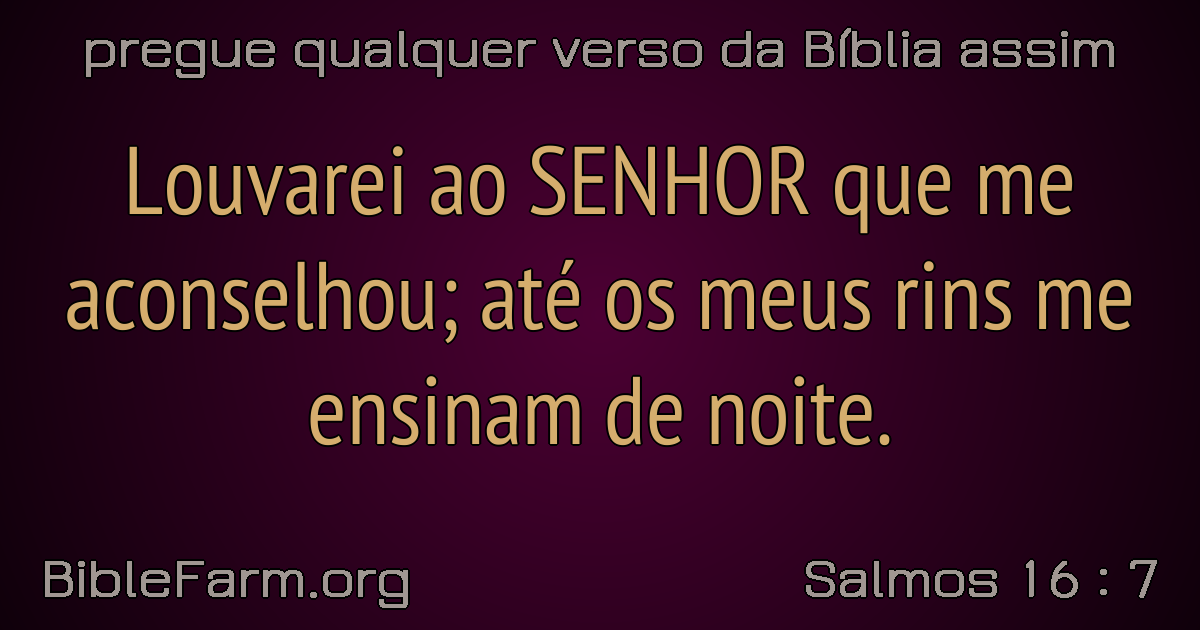 pregue qualquer verso da Bíblia assim
Louvarei ao SENHOR que me
aconselhou; até os meus rins me
ensinam de noite.
BibleFarm.org
Salmos 16 : 7